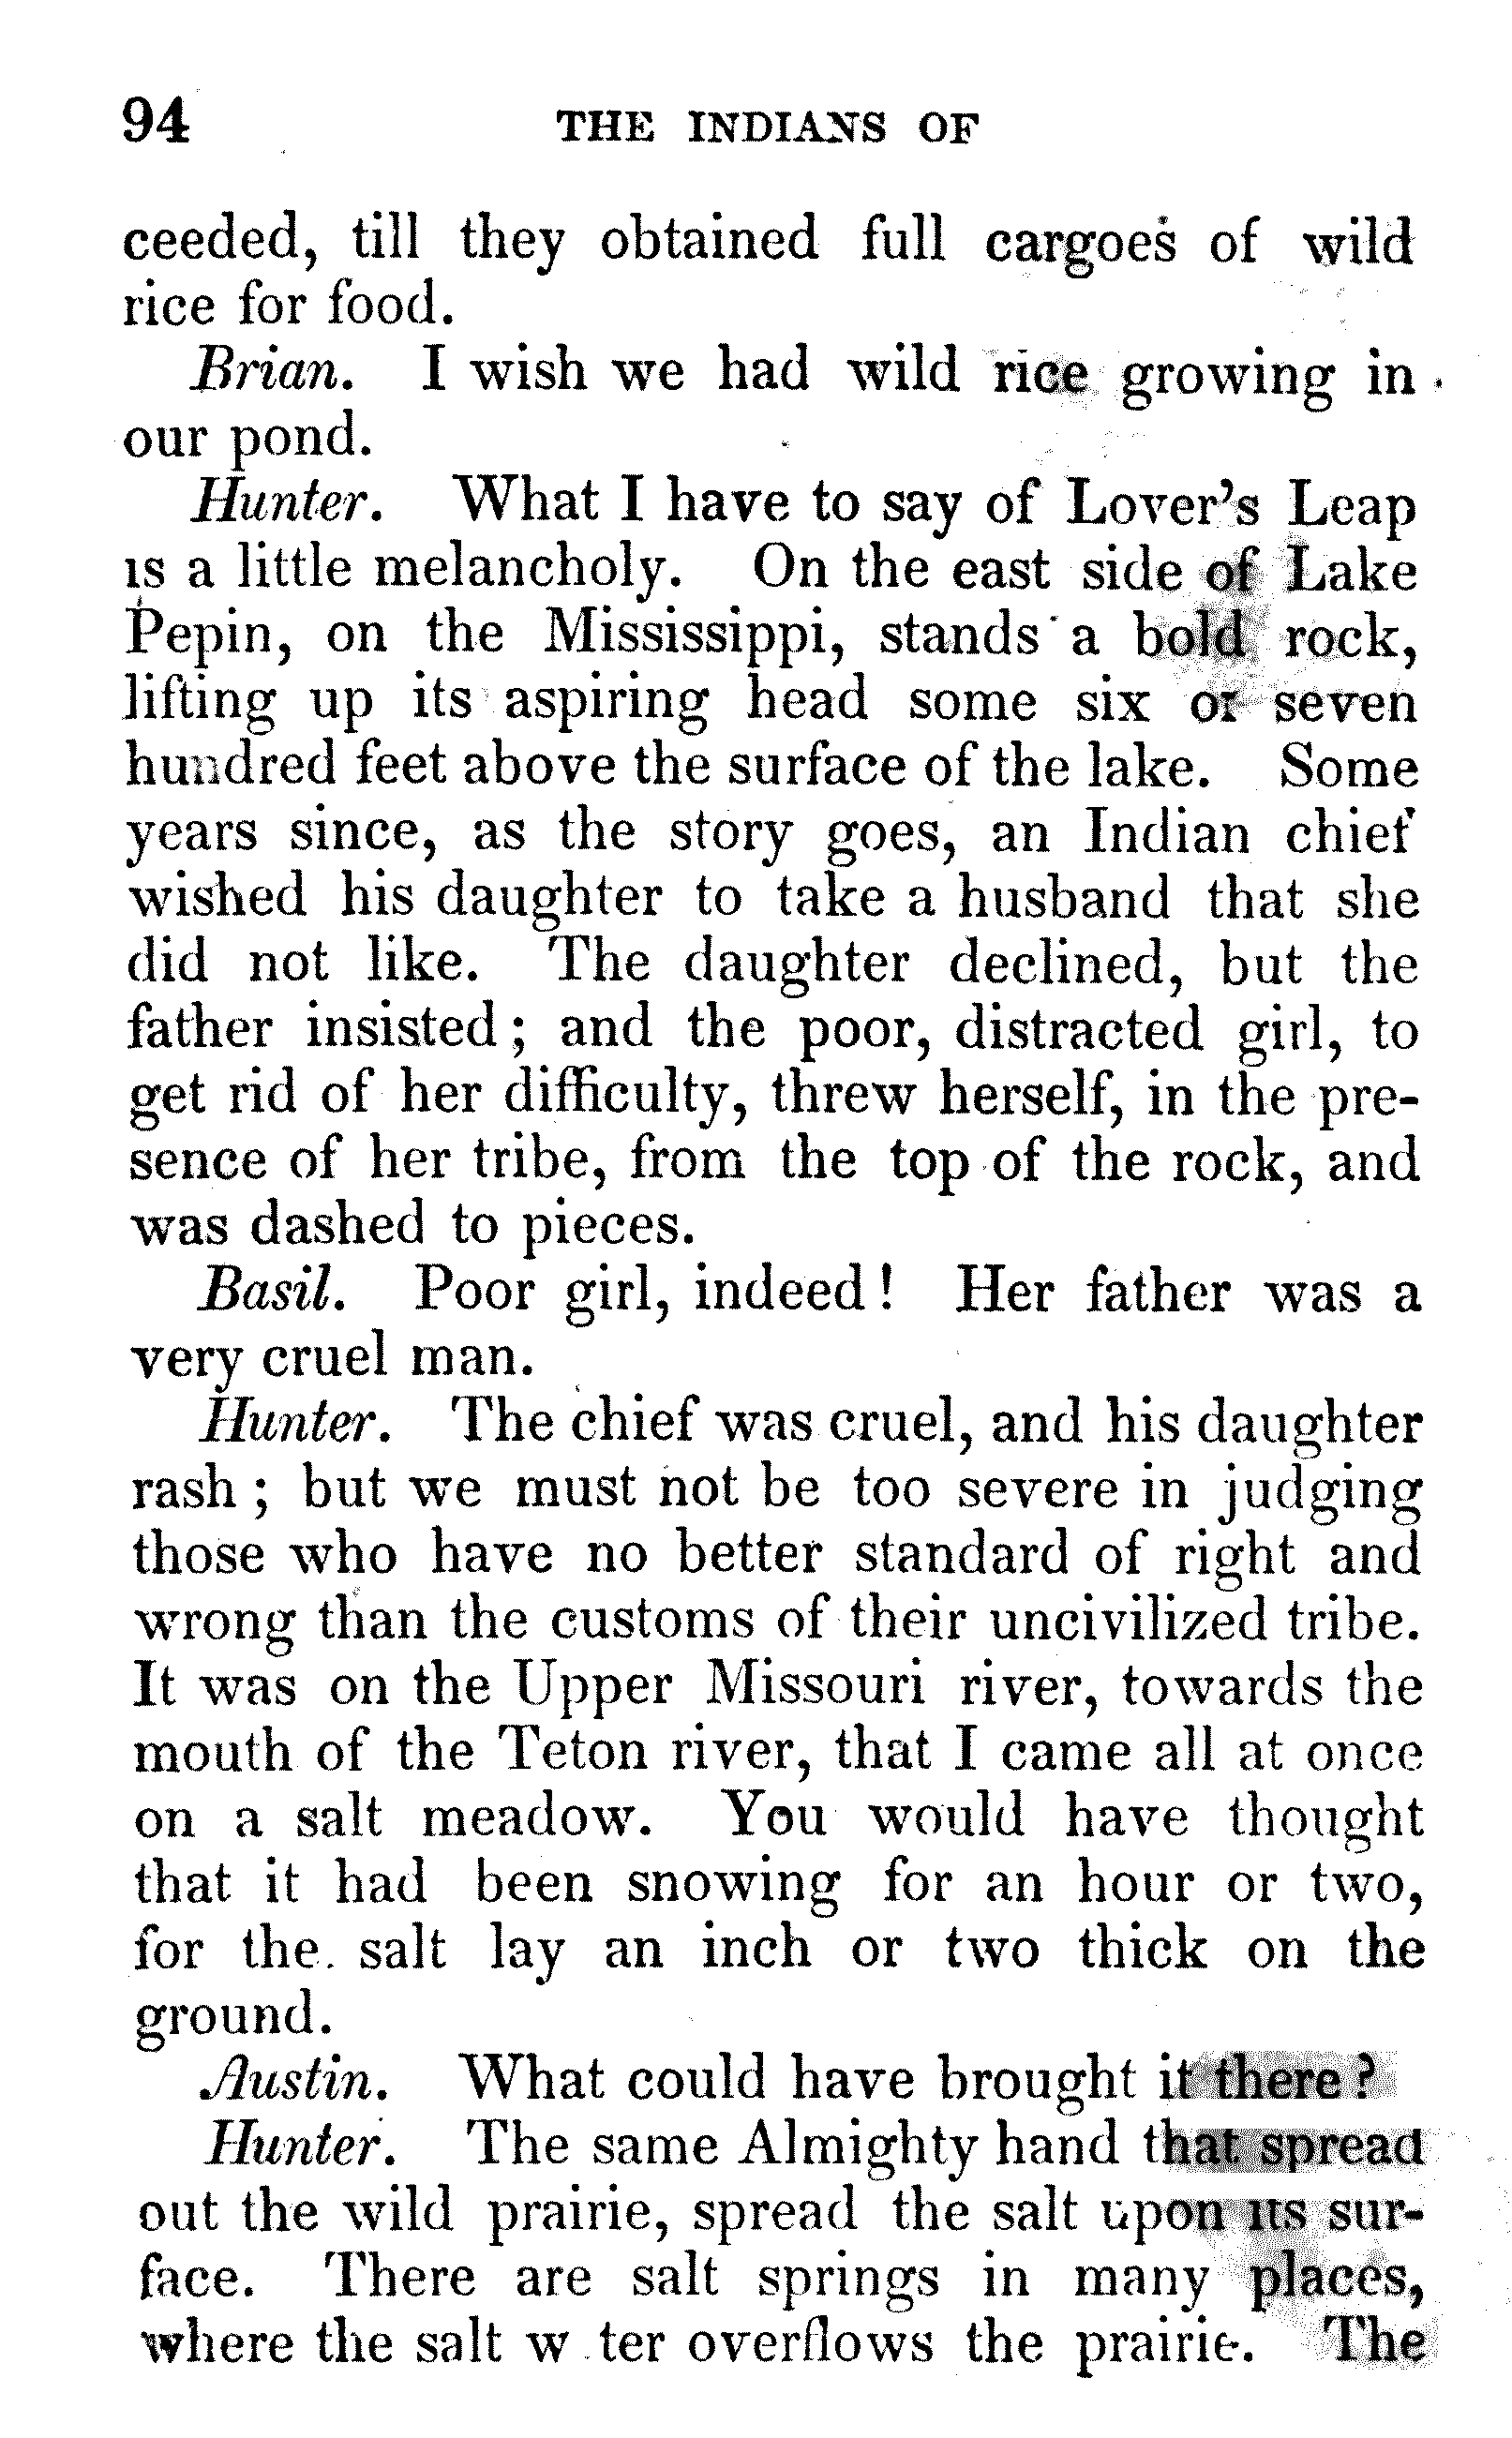 94 THE INDIANS OF
ceeded, till they obtained full cargoes of wild
rice for food.
Brian. I wish we had wild rice growing in
our pond.
Hunter. What I have to say of Lover's Leap
is a little melancholy. On the east side of Lake
Pepin, on the Mississippi, stands a bold rock,
lifting up its aspiring head some six or seven
hundred feet above the surface of the lake. Some
years since, as the story goes, an Indian chief
wished his daughter to take a husband that she
did not like. The daughter declined, but the
father insisted; and the poor, distracted girl, to
get rid of her difficulty, threw herself, in the pre-
sence of her tribe, from the top of the rock, and
was dashed to pieces.
Basil. Poor girl, indeed! Her father was a
very cruel man.
Hunter. The chief was cruel, and his daughter
rash; but we must not be too severe in judging
those who have no better standard of right and
wrong than the customs of their uncivilized tribe.
It was on the Upper Missouri river, towards the
mouth of the Teton river, that I came all at once
on a salt meadow. You would have thought
that it had been snowing for an hour or two,
for the salt lay an inch or two thick on the
ground.
Austin. What could have brought it there?
Hunter. The same Almighty hand that spread
out the wild prairie, spread the salt upon its sur-
face. There are salt springs in many places,
where the salt w ter overflows the prairie. The